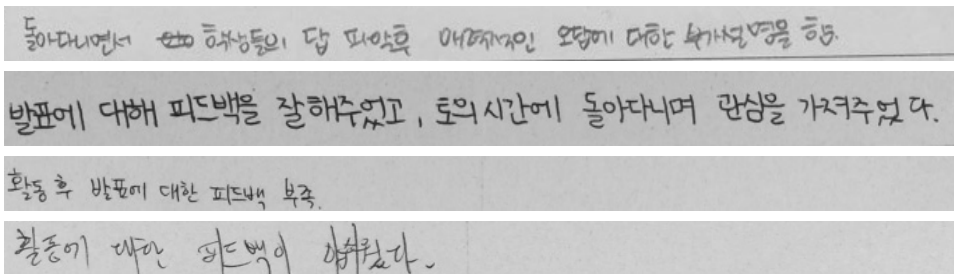 돌아다니면서 학생들의 답 파악후 매력적인 오답에 대한 부가설명을 함.
발표에 대해 피드백을 잘해주었고, 토의시간에 돌아다니며 관심을 가져주었다.
활동 후 발표에 대한 피드백 부족.
활동에 대한 피드백이 아쉬웠다.